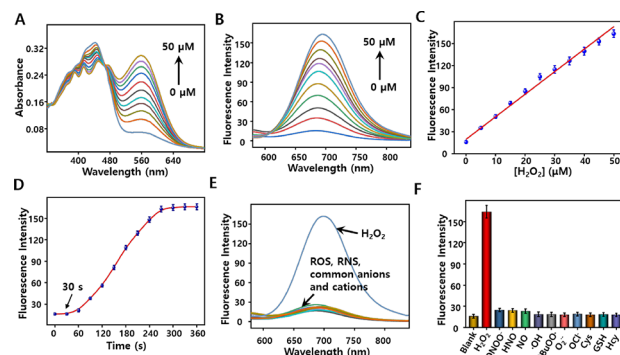 A
Absorbance
0.32
0.24
0.16
0.08
50 μM
0 μM
400 480 560 640
Wavelength (nm)
B
Fluorescence Intensity
150
120
90
60
30
0
50 μM
0 μM
600 650 700 750 800
Wavelength (nm)
C
Fluorescence Intensity
180
150
120
90
60
30
0
0 10 20 30 40 50
[H₂O₂] (μM)
D
Fluorescence Intensity
150
120
90
60
30
30 s
0 60 120 180 240 300 360
Time (s)
E
Fluorescence Intensity
180
150
120
90
60
30
0
H₂O₂
ROS, RNS,
common anions
and cations
600 650 700 750 800
Wavelength (nm)
F
Fluorescence Intensity
180
150
120
90
60
30
0
Blank
H₂O₂
ONOO⁻
HNO
NO
·OH
BuOO·
O₂⁻
OCl⁻
Cys
GSH
Hcy